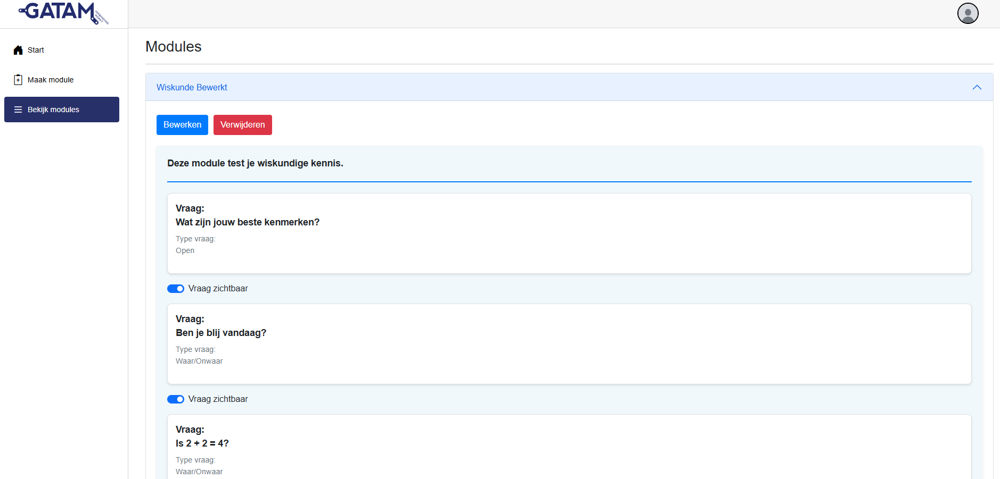 GATAM
VERBINDING
WERKT
Start
Maak module
Bekijk modules
Modules
Wiskunde Bewerkt
Bewerken Verwijderen
Deze module test je wiskundige kennis.
Vraag:
Wat zijn jouw beste kenmerken?
Type vraag:
Open
Vraag zichtbaar
Vraag:
Ben je blij vandaag?
Type vraag:
Waar/Onwaar
Vraag zichtbaar
Vraag:
Is 2 + 2 = 4?
Type vraag:
Waar/Onwaar